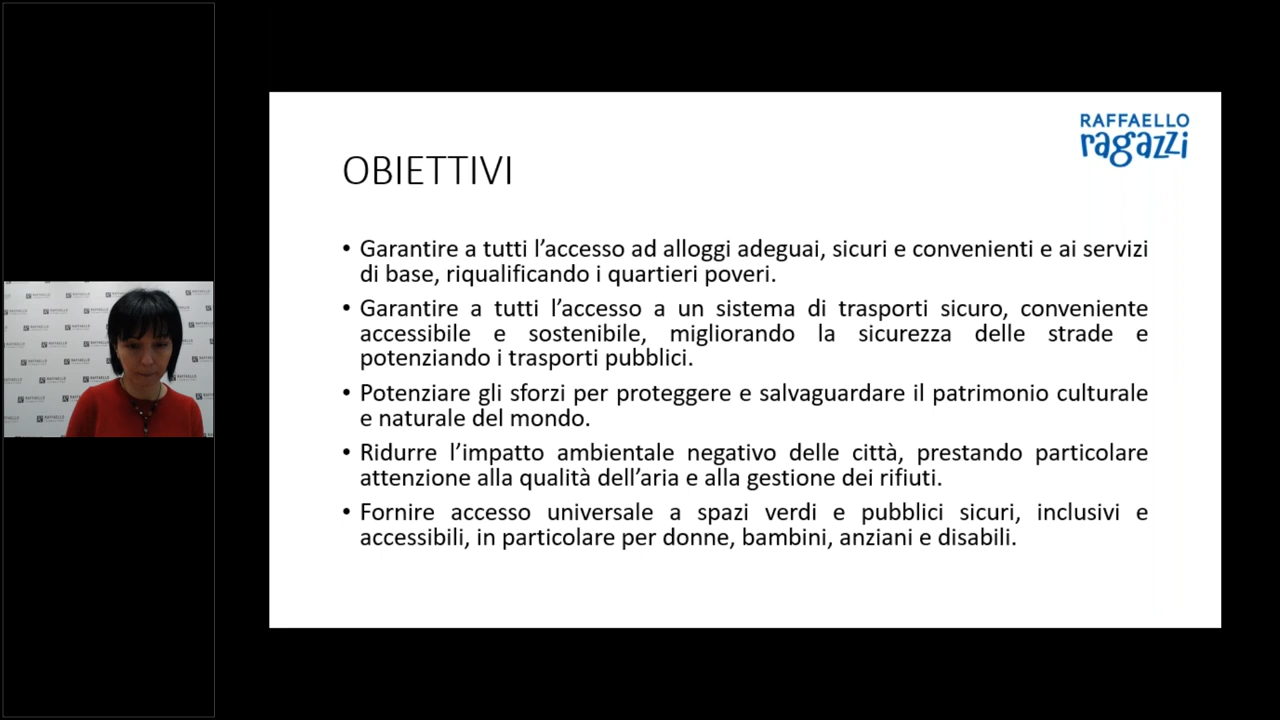 RAFFAELLO
ragazzi
OBIETTIVI
• Garantire a tutti l’accesso ad alloggi adeguai, sicuri e convenienti e ai servizi
di base, riqualificando i quartieri poveri.
• Garantire a tutti l’accesso a un sistema di trasporti sicuro, conveniente
accessibile e sostenibile, migliorando la sicurezza delle strade e
potenziando i trasporti pubblici.
• Potenziare gli sforzi per proteggere e salvaguardare il patrimonio culturale
e naturale del mondo.
• Ridurre l’impatto ambientale negativo delle città, prestando particolare
attenzione alla qualità dell’aria e alla gestione dei rifiuti.
• Fornire accesso universale a spazi verdi e pubblici sicuri, inclusivi e
accessibili, in particolare per donne, bambini, anziani e disabili.